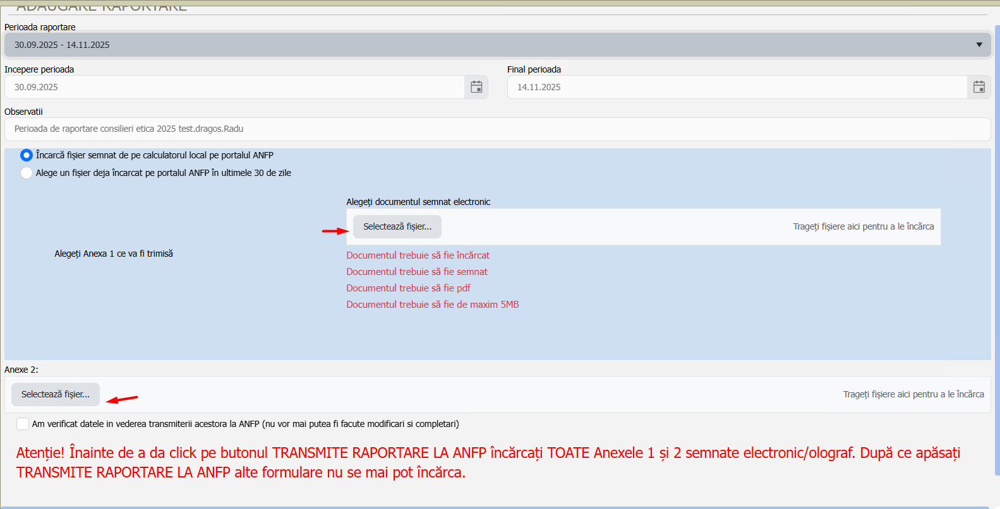 ADAUGARE RAPORTARE
Perioada raportare
30.09.2025 - 14.11.2025
Incepere perioada
Final perioada
30.09.2025
14.11.2025
Observatii
Perioada de raportare consilieri etica 2025 test.dragos.Radu
Încarcă fișier semnat de pe calculatorul local pe portalul ANFP
Alege un fișier deja încarcat pe portalul ANFP în ultimele 30 de zile
Alegeți documentul semnat electronic
Selectează fișier...
Trageți fișiere aici pentru a le încărca
Alegeți Anexa 1 ce va fi trimisă
Documentul trebuie să fie încărcat
Documentul trebuie să fie semnat
Documentul trebuie să fie pdf
Documentul trebuie să fie de maxim 5MB
Anexe 2:
Selectează fișier...
Trageți fișiere aici pentru a le încărca
Am verificat datele in vederea transmiterii acestora la ANFP (nu vor mai putea fi facute modificari si completari)
Atenție! Înainte de a da click pe butonul TRANSMITE RAPORTARE LA ANFP încărcați TOATE Anexele 1 și 2 semnate electronic/olograf. După ce apăsați
TRANSMITE RAPORTARE LA ANFP alte formulare nu se mai pot încărca.